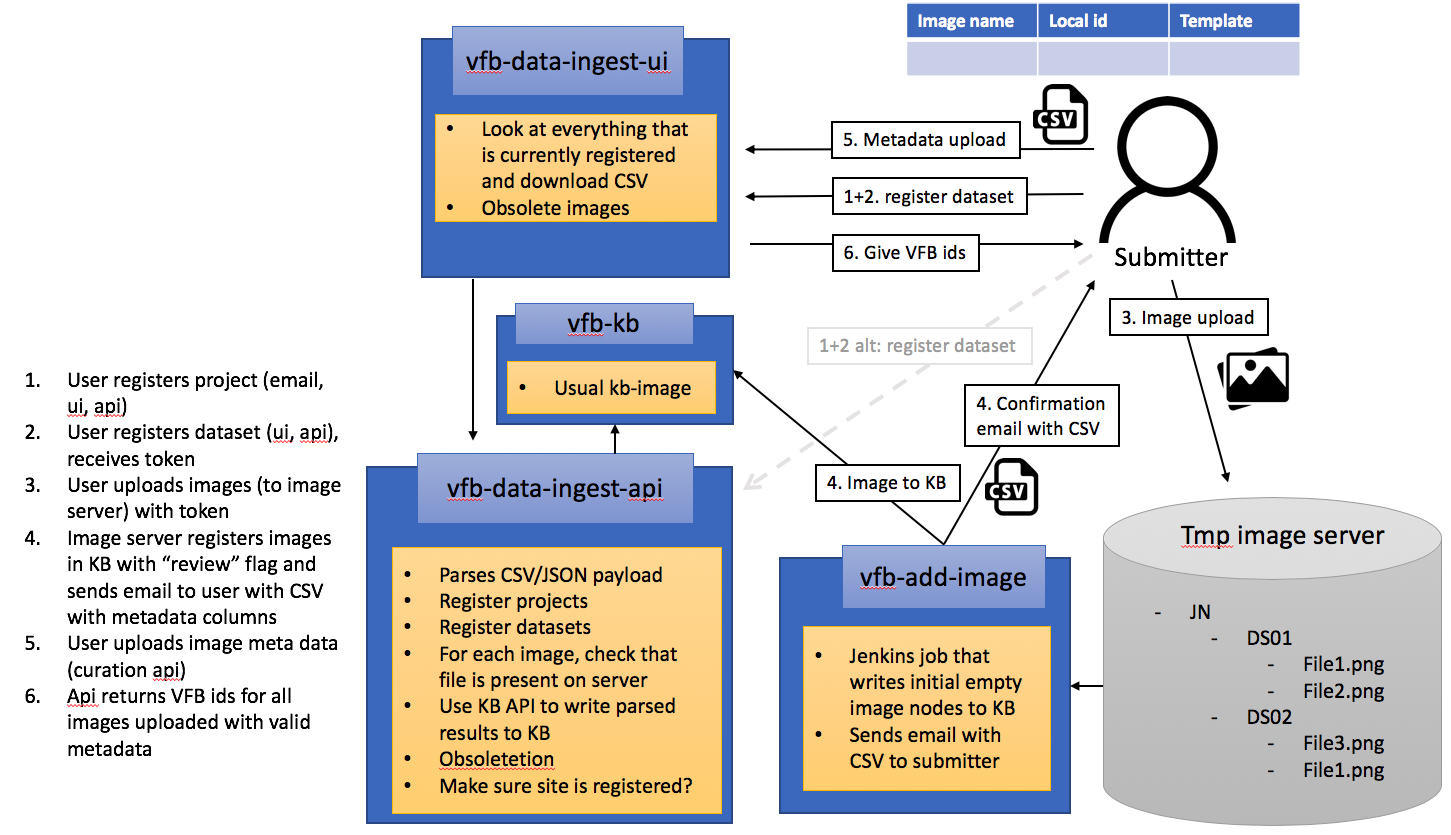 Image name Local id Template
vfb-data-ingest-ui
• Look at everything that
is currently registered
and download CSV
• Obsolete images
CSV
5. Metadata upload
1+2. register dataset
6. Give VFB ids
Submitter
3. Image upload
vfb-kb
• Usual kb-image
1+2 alt: register dataset
4. Confirmation
email with CSV
4. Image to KB
CSV
1. User registers project (email,
ui, api)
2. User registers dataset (ui, api),
receives token
3. User uploads images (to image
server) with token
4. Image server registers images
in KB with “review” flag and
sends email to user with CSV
with metadata columns
5. User uploads image meta data
(curation api)
6. Api returns VFB ids for all
images uploaded with valid
metadata
vfb-data-ingest-api
• Parses CSV/JSON payload
• Register projects
• Register datasets
• For each image, check that
file is present on server
• Use KB API to write parsed
results to KB
• Obsoletetion
• Make sure site is registered?
vfb-add-image
• Jenkins job that
writes initial empty
image nodes to KB
• Sends email with
CSV to submitter
Tmp image server
- JN
- DS01
- File1.png
- File2.png
- DS02
- File3.png
- File1.png